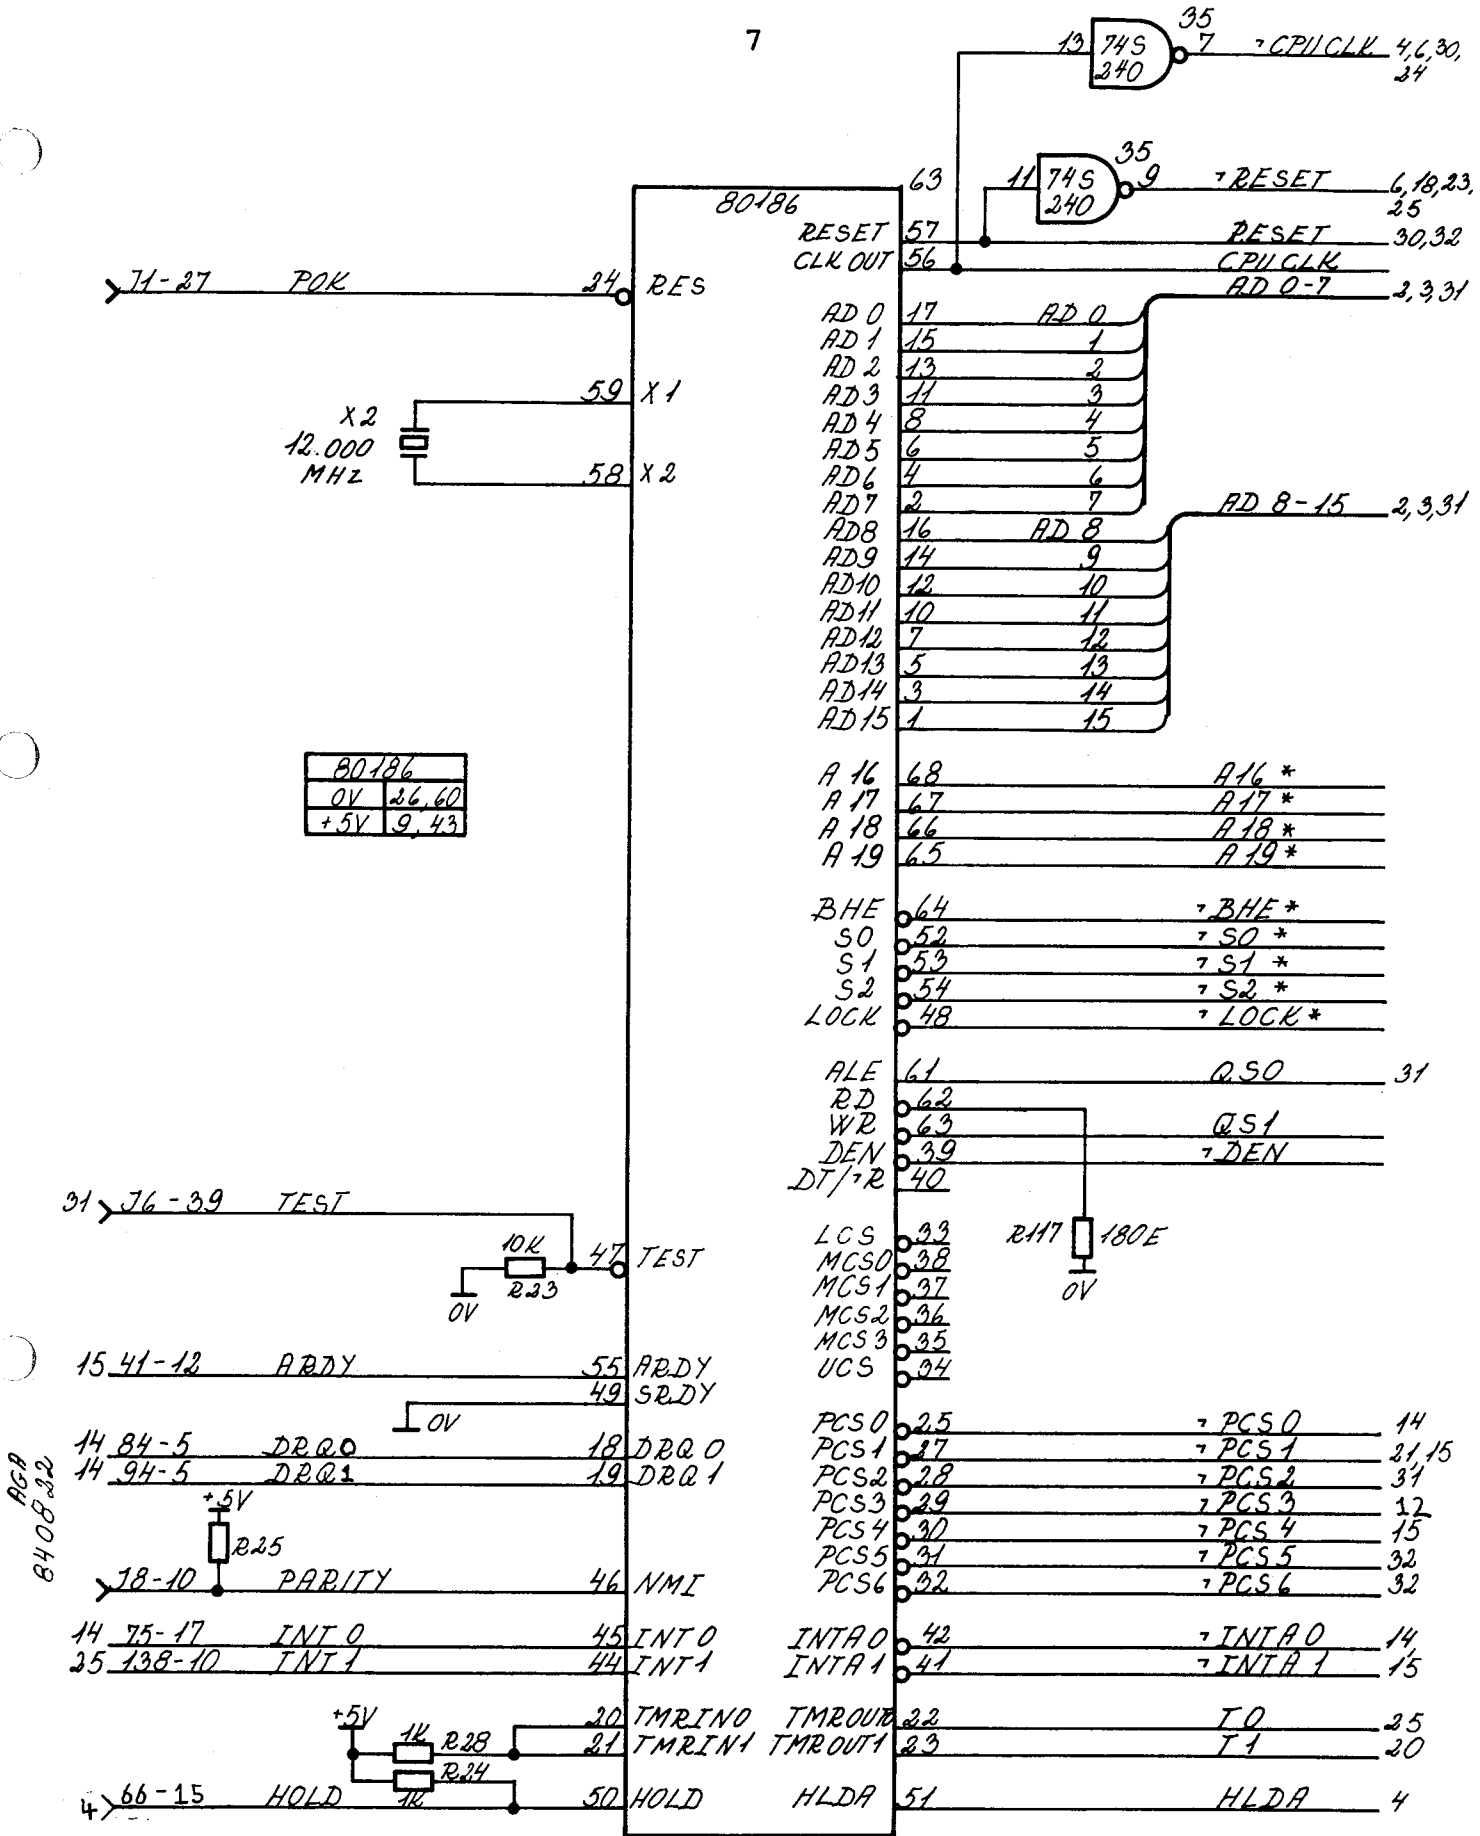 7
35
13 74S 240 7 ¬CPUCLK 4,6,30, 24
35
11 74S 240 9 ¬RESET 6,18,23, 25
63
80186
RESET 57 RESET 30,32
CLK OUT 56 CPUCLK
J1-27 POK 24 RES
AD 0-7 2,3,31
AD 0 17 AD 0
AD 1 15 1
AD 2 13 2
AD 3 11 3
AD 4 8 4
AD5 6 5
AD6 4 6
AD7 2 7
59 X1
X2
12.000
MHZ
58 X2
AD 8-15 2,3,31
AD8 16 AD 8
AD9 14 9
AD10 12 10
AD11 10 11
AD12 7 12
AD13 5 13
AD14 3 14
AD15 1 15
80186
0V 26,60
+5V 9,43
A 16 68 A16 *
A 17 67 A17 *
A 18 66 A18 *
A 19 65 A19 *
BHE 64 ¬BHE *
S0 52 ¬S0 *
S1 53 ¬S1 *
S2 54 ¬S2 *
LOCK 48 ¬LOCK *
ALE 61 QS0 31
RD 62
WR 63 QS1
DEN 39 ¬DEN
DT/¬R 40
R117 180E
0V
31 J6-39 TEST
10K
R23
0V
47 TEST
LCS 33
MCS0 38
MCS1 37
MCS2 36
MCS3 35
UCS 34
15 41-12 ARDY 55 ARDY
0V 49 SRDY
14 84-5 DRQ0 18 DRQ 0
14 94-5 DRQ1 19 DRQ 1
PCS0 25 ¬PCS0 14
PCS1 27 ¬PCS1 21,15
PCS2 28 ¬PCS2 31
PCS3 29 ¬PCS3 12
PCS4 30 ¬PCS4 15
PCS5 31 ¬PCS5 32
PCS6 32 ¬PCS6 32
AGA
840822
+5V
R25
J8-10 PARITY 46 NMI
14 75-17 INT 0 45 INT0
25 138-10 INT1 44 INT1
INTA0 42 ¬INTA0 14,
INTA1 41 ¬INTA1 15
+5V
1K R28
R24
1K
20 TMRIN0 TMROUT0 22 T0 25
21 TMRIN1 TMROUT1 23 T1 20
4 66-15 HOLD 50 HOLD HLDA 51 HLDA 4